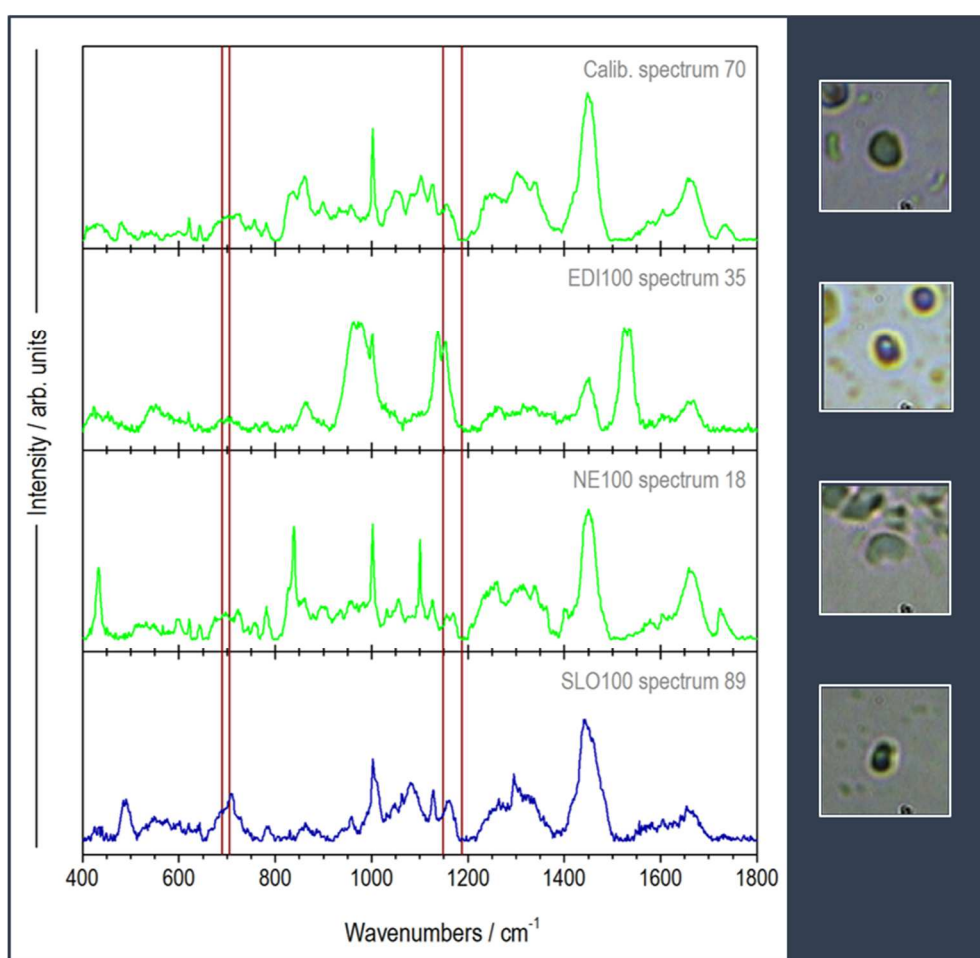 Calib. spectrum 70
EDI100 spectrum 35
NE100 spectrum 18
SLO100 spectrum 89
Intensity / arb. units
400 600 800 1000 1200 1400 1600 1800
Wavenumbers / cm⁻¹